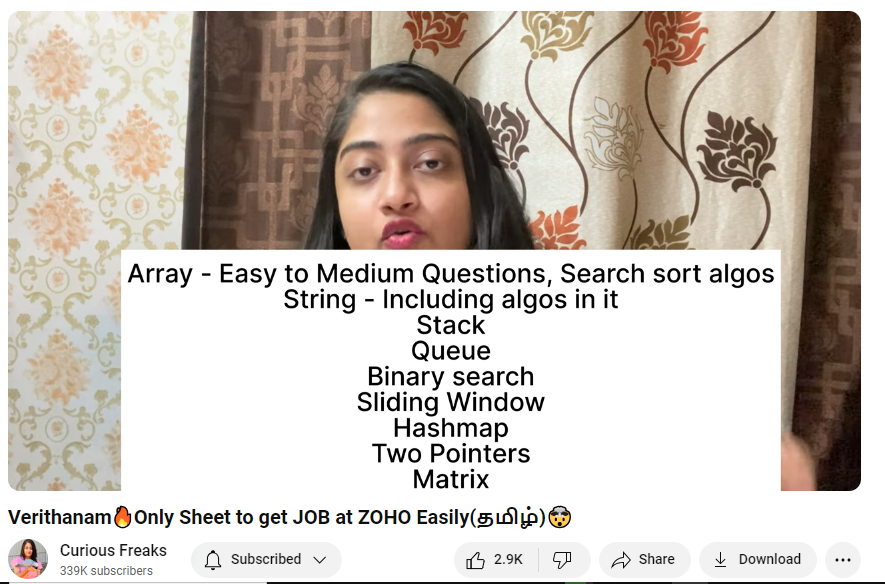 Array - Easy to Medium Questions, Search sort algos
String - Including algos in it
Stack
Queue
Binary search
Sliding Window
Hashmap
Two Pointers
Matrix
Verithanam🔥Only Sheet to get JOB at ZOHO Easily(தமிழ்)🤯
Curious Freaks
339K subscribers
Subscribed
2.9K
Share
Download